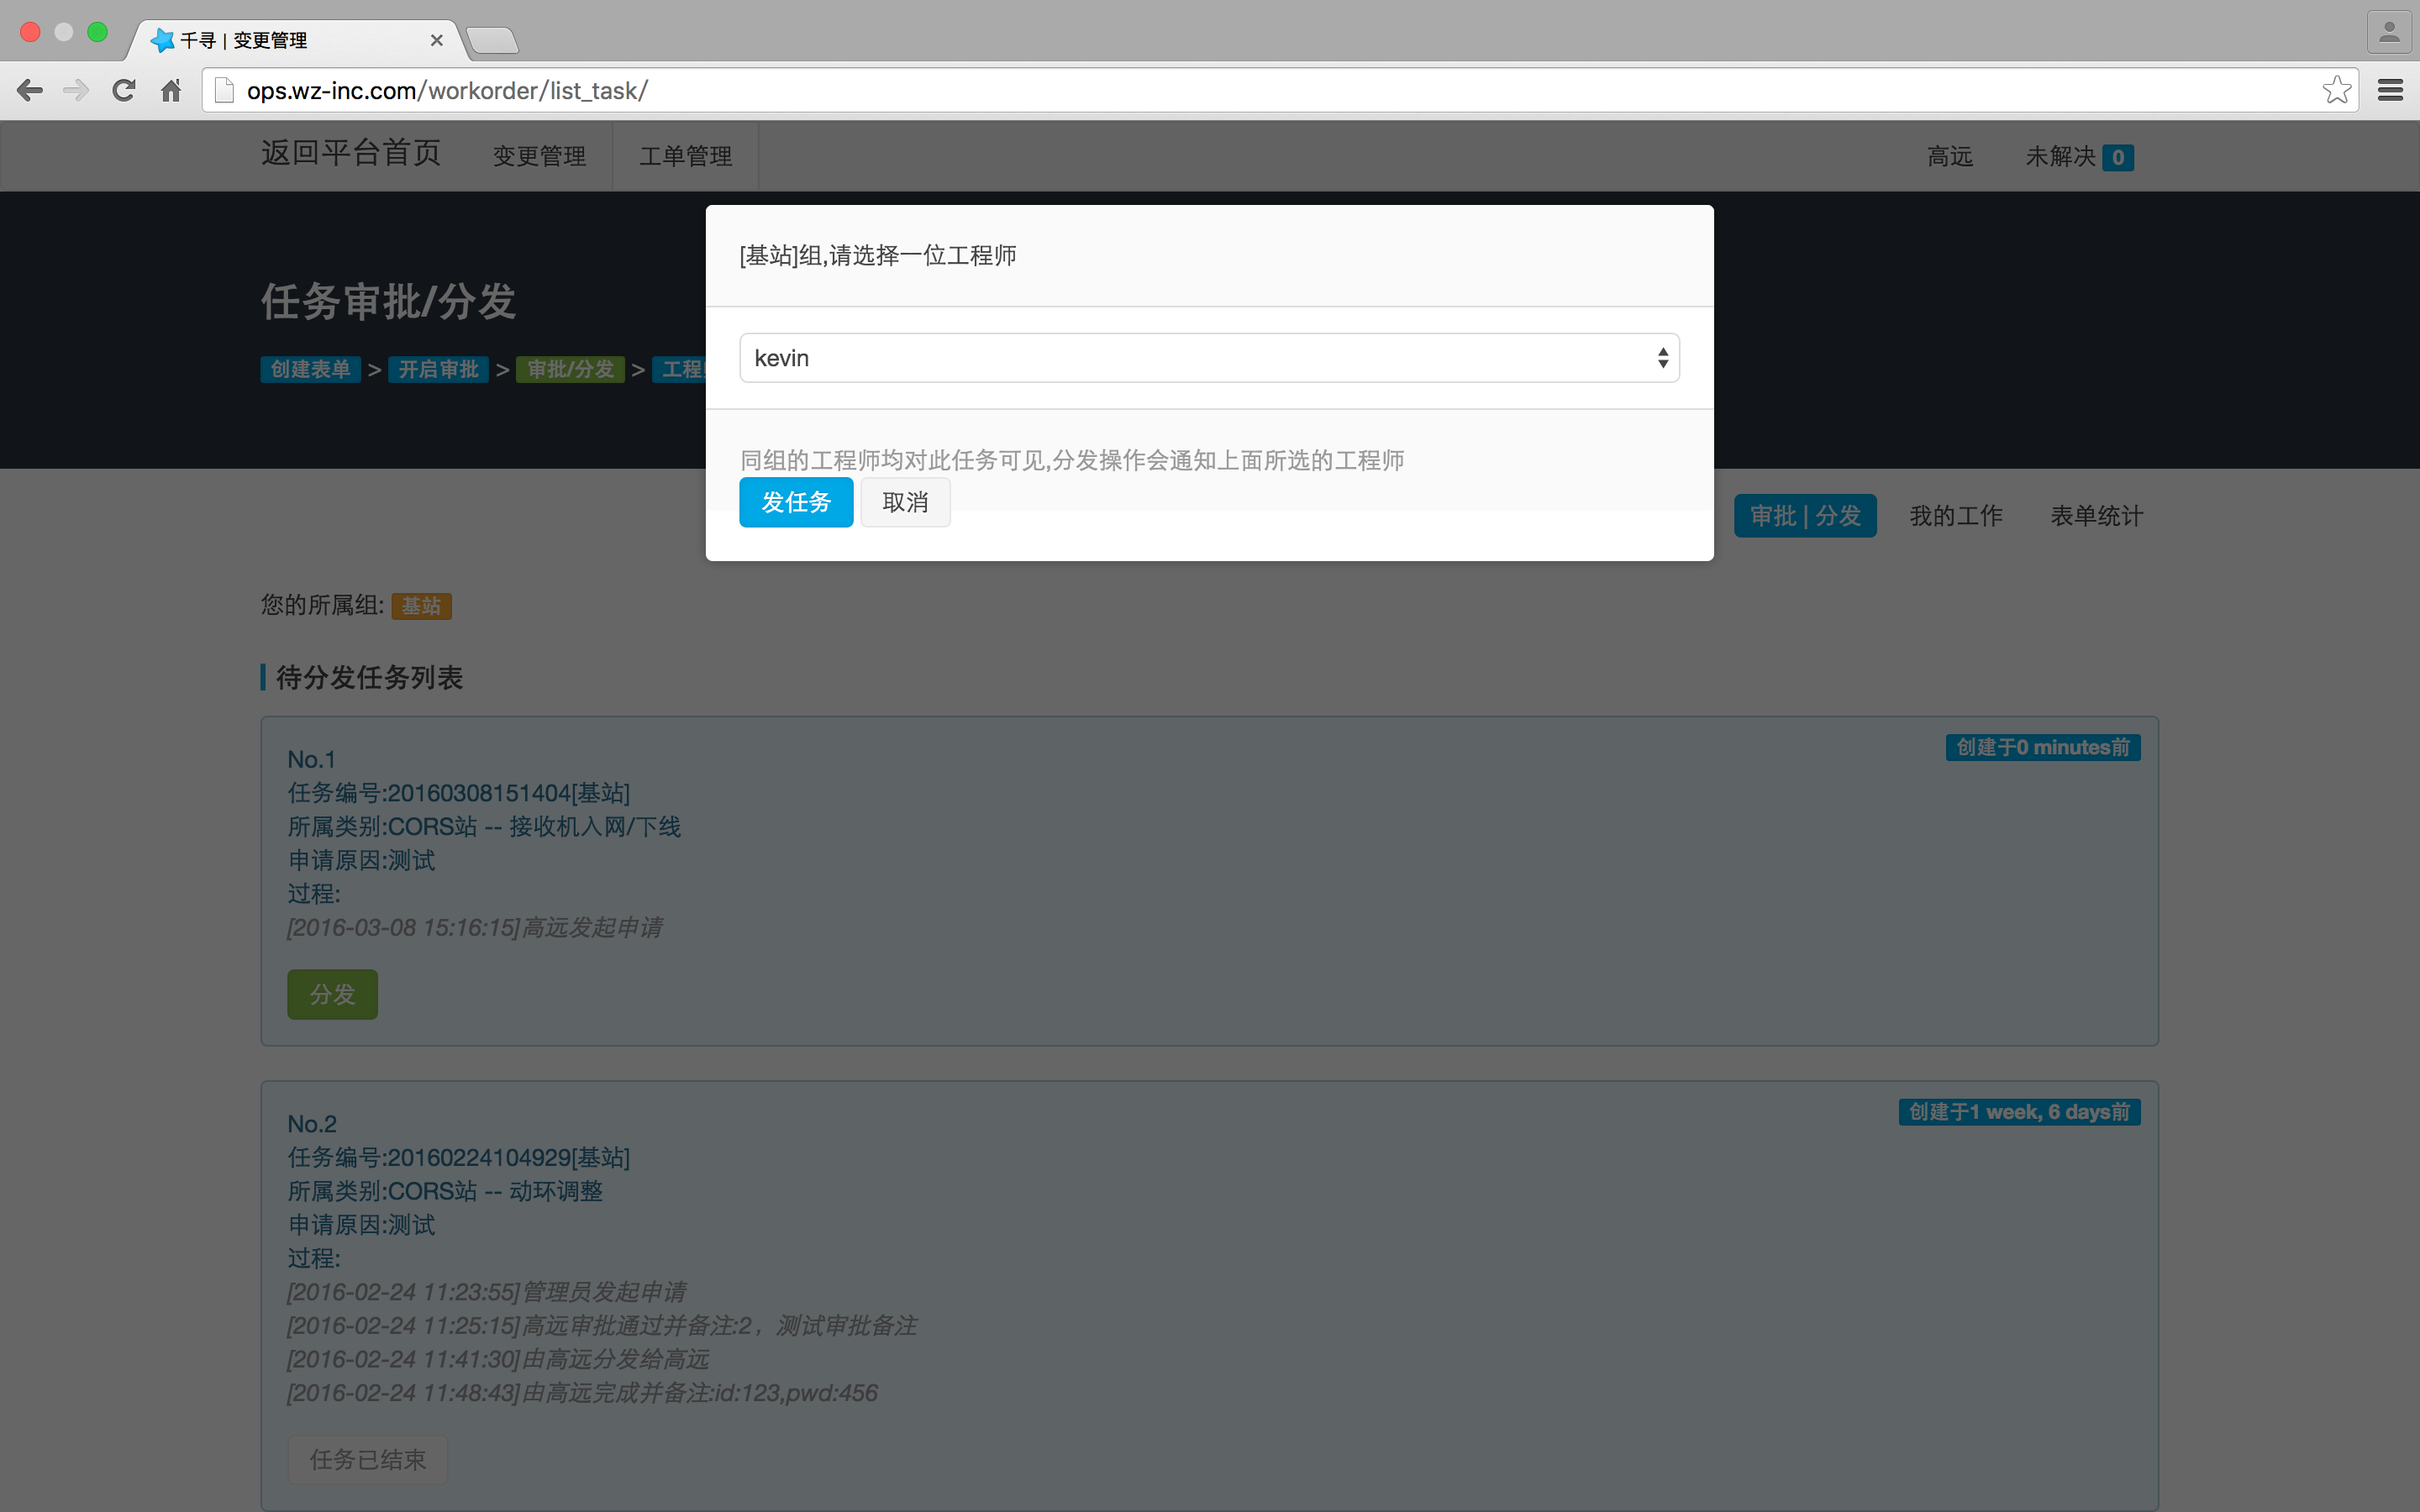 千寻 | 变更管理
ops.wz-inc.com/workorder/list_task/
返回平台首页 变更管理 工单管理 高远 未解决 0
[基站]组,请选择一位工程师
任务审批/分发
kevin
创建表单 > 开启审批 > 审批/分发 > 工程
同组的工程师均对此任务可见,分发操作会通知上面所选的工程师
发任务 取消
审批 | 分发 我的工作 表单统计
您的所属组: 基站
待分发任务列表
创建于0 minutes前
No.1
任务编号:20160308151404[基站]
所属类别:CORS站 -- 接收机入网/下线
申请原因:测试
过程:
[2016-03-08 15:16:15]高远发起申请
分发
创建于1 week, 6 days前
No.2
任务编号:20160224104929[基站]
所属类别:CORS站 -- 动环调整
申请原因:测试
过程:
[2016-02-24 11:23:55]管理员发起申请
[2016-02-24 11:25:15]高远审批通过并备注:2，测试审批备注
[2016-02-24 11:41:30]由高远分发给高远
[2016-02-24 11:48:43]由高远完成并备注:id:123,pwd:456
任务已结束